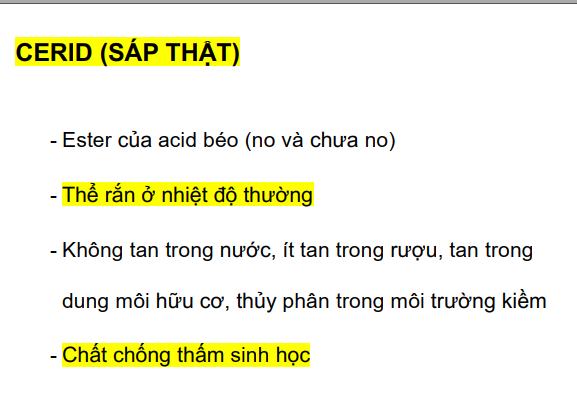 CERID (SÁP THẬT)
- Ester của acid béo (no và chưa no)
- Thể rắn ở nhiệt độ thường
- Không tan trong nước, ít tan trong rượu, tan trong
dung môi hữu cơ, thủy phân trong môi trường kiềm
- Chất chống thấm sinh học